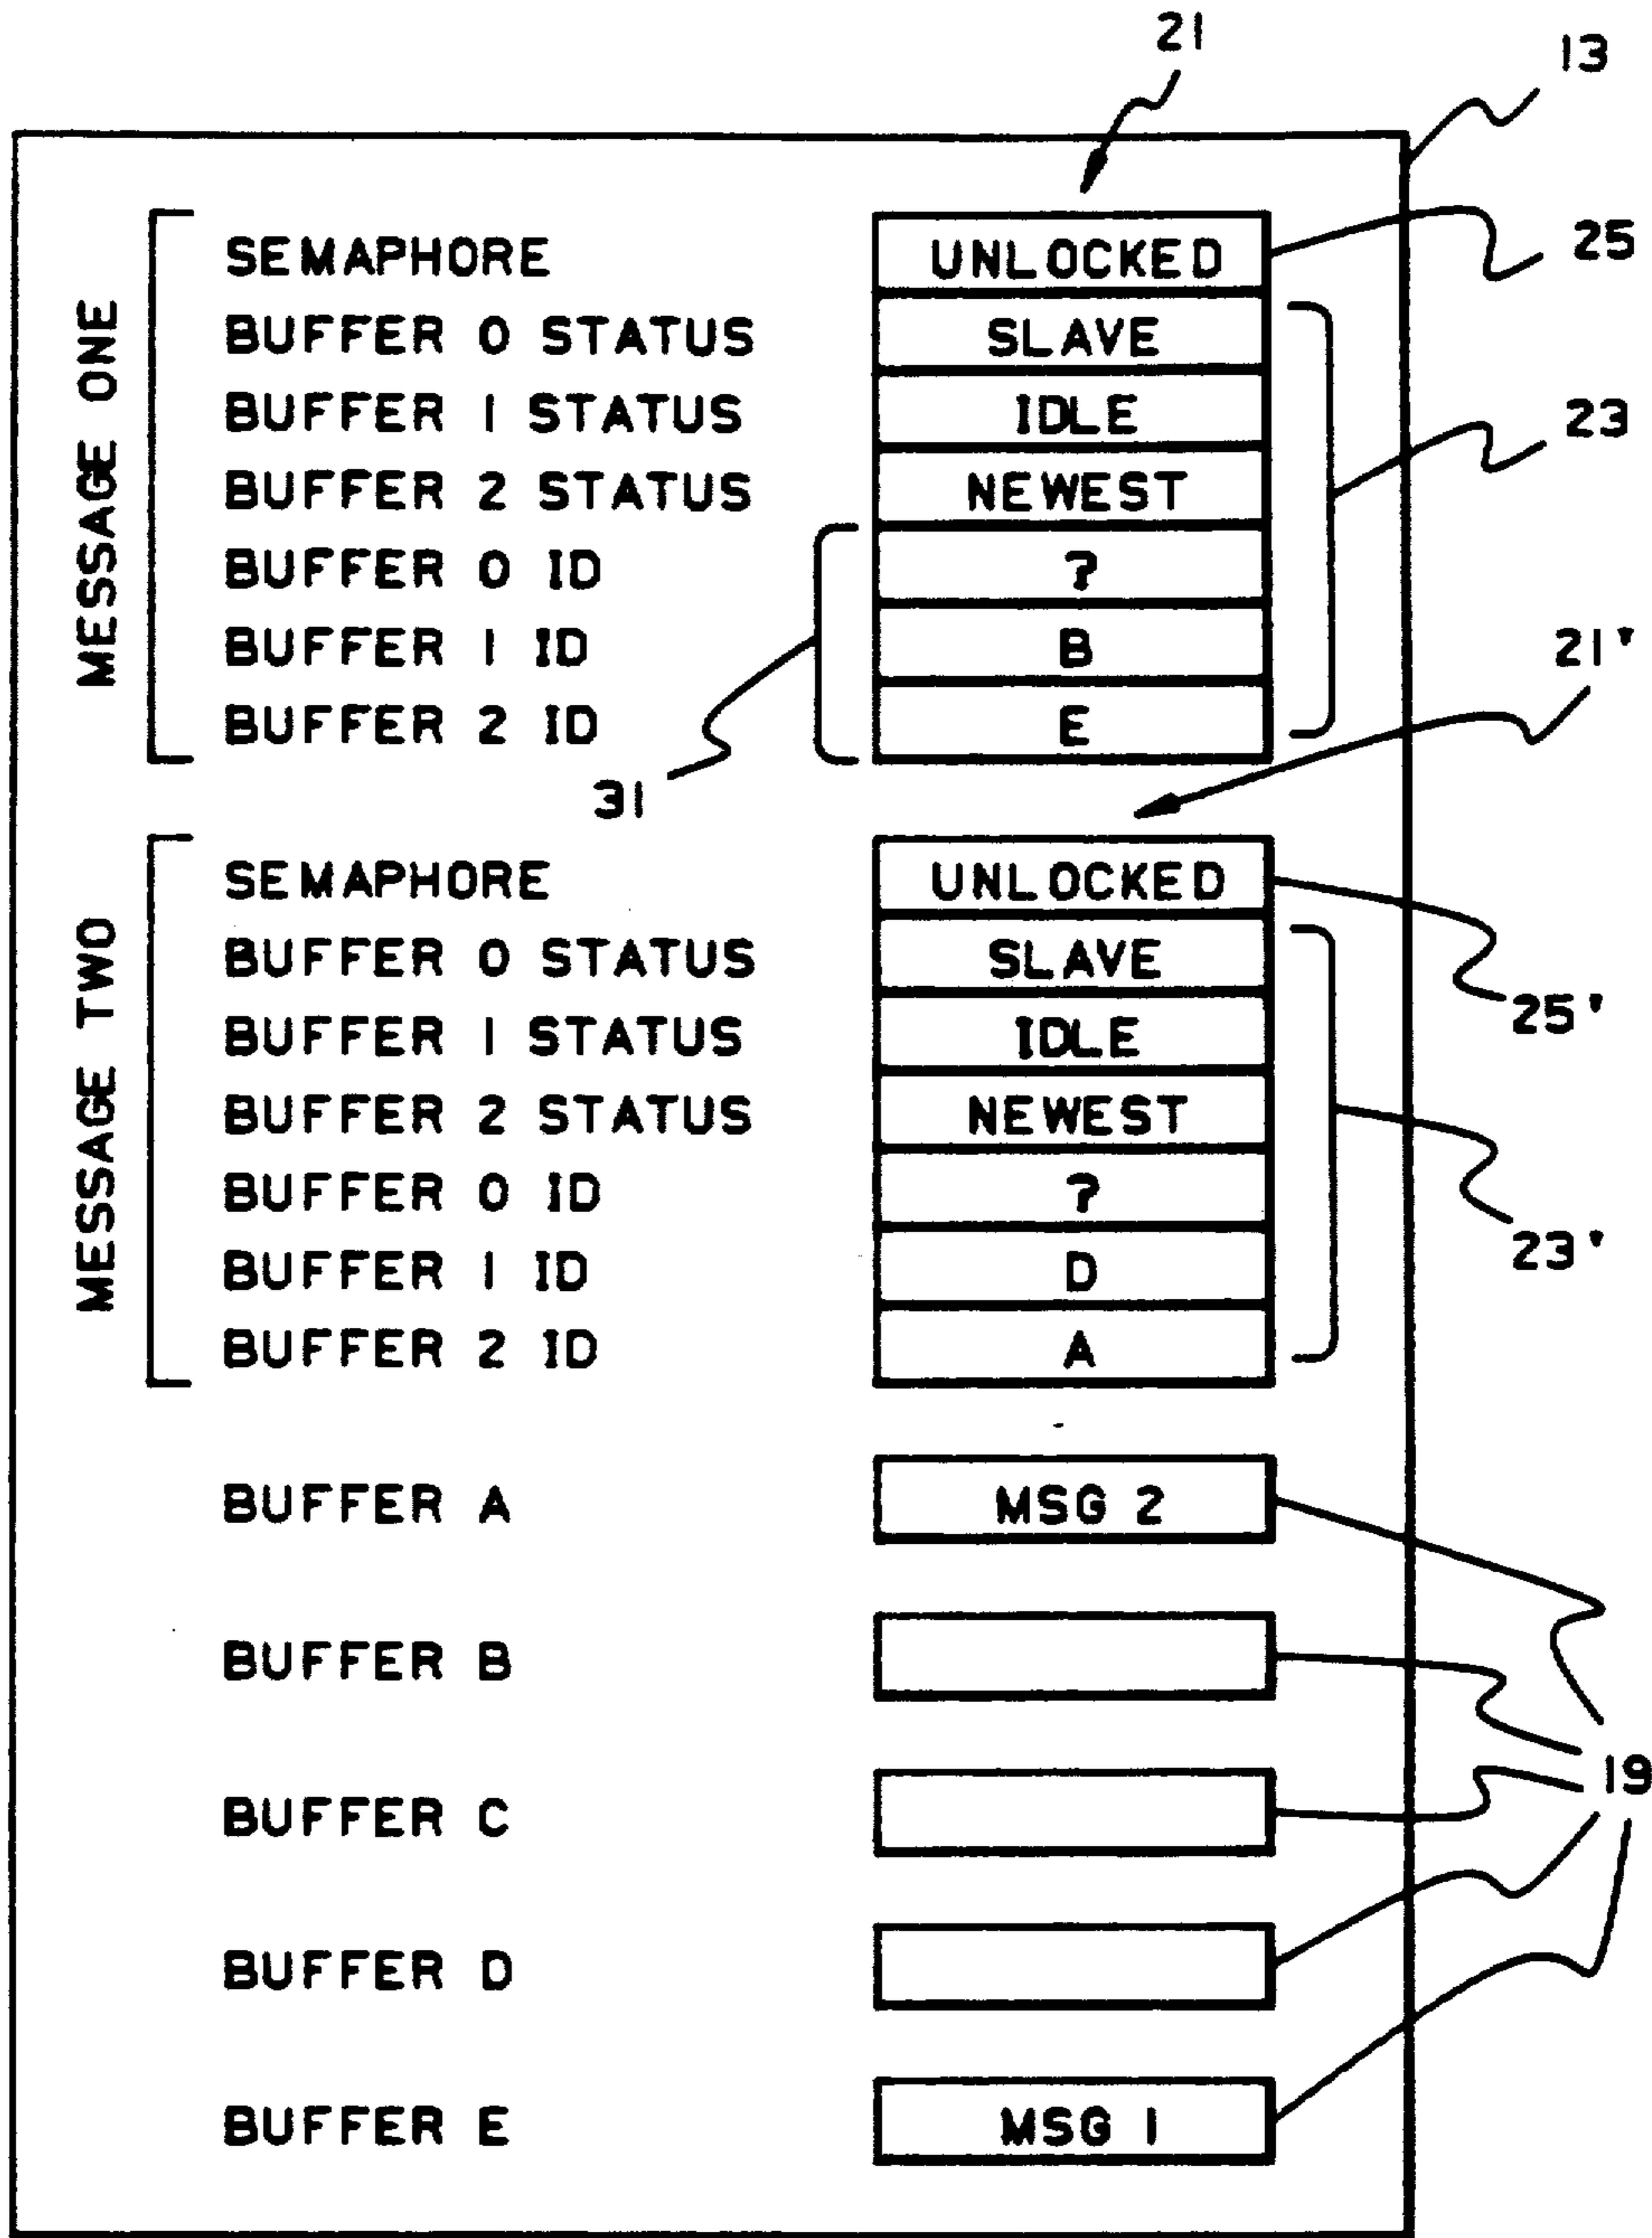 21
13
MESSAGE ONE
SEMAPHORE UNLOCKED
25
BUFFER 0 STATUS SLAVE
BUFFER 1 STATUS IDLE
23
BUFFER 2 STATUS NEWEST
BUFFER 0 ID ?
BUFFER 1 ID B
21'
BUFFER 2 ID E
31
MESSAGE TWO
SEMAPHORE UNLOCKED
BUFFER 0 STATUS SLAVE
25'
BUFFER 1 STATUS IDLE
BUFFER 2 STATUS NEWEST
BUFFER 0 ID ?
23'
BUFFER 1 ID D
BUFFER 2 ID A
BUFFER A MSG 2
BUFFER B
19
BUFFER C
BUFFER D
BUFFER E MSG 1